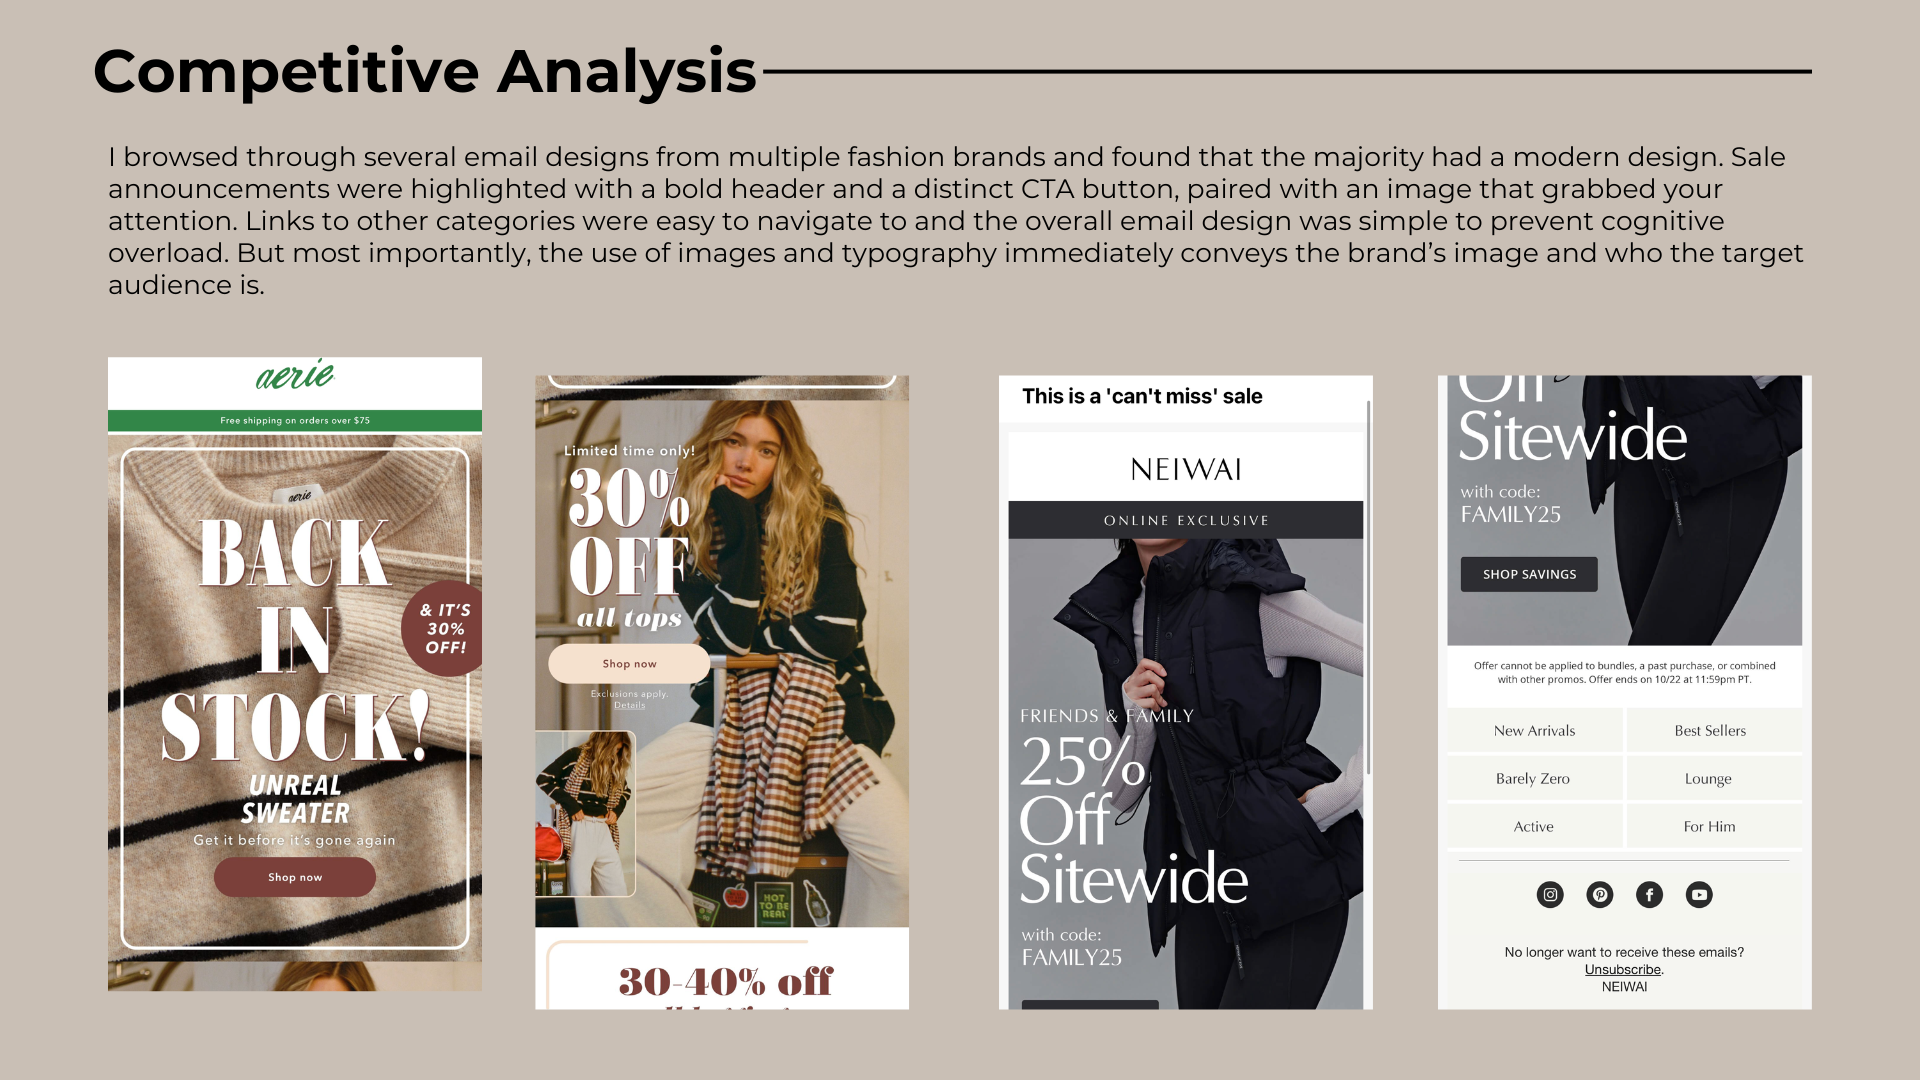 Competitive Analysis
I browsed through several email designs from multiple fashion brands and found that the majority had a modern design. Sale
announcements were highlighted with a bold header and a distinct CTA button, paired with an image that grabbed your
attention. Links to other categories were easy to navigate to and the overall email design was simple to prevent cognitive
overload. But most importantly, the use of images and typography immediately conveys the brand’s image and who the target
audience is.
aerie
Free shipping on orders over $75
aerie
BACK
IN
STOCK!
& IT'S
30%
OFF!
UNREAL
SWEATER
Get it before it's gone again
Shop now
Limited time only!
30%
OFF
all tops
Shop now
Exclusions apply.
Details
HOT
TO BE
REAL
30-40% off
This is a 'can't miss' sale
NEIWAI
ONLINE EXCLUSIVE
FRIENDS & FAMILY
25%
Off
Sitewide
with code:
FAMILY25
Off
Sitewide
with code:
FAMILY25
SHOP SAVINGS
Offer cannot be applied to bundles, a past purchase, or combined
with other promos. Offer ends on 10/22 at 11:59pm PT.
New Arrivals
Best Sellers
Barely Zero
Lounge
Active
For Him
No longer want to receive these emails?
Unsubscribe.
NEIWAI